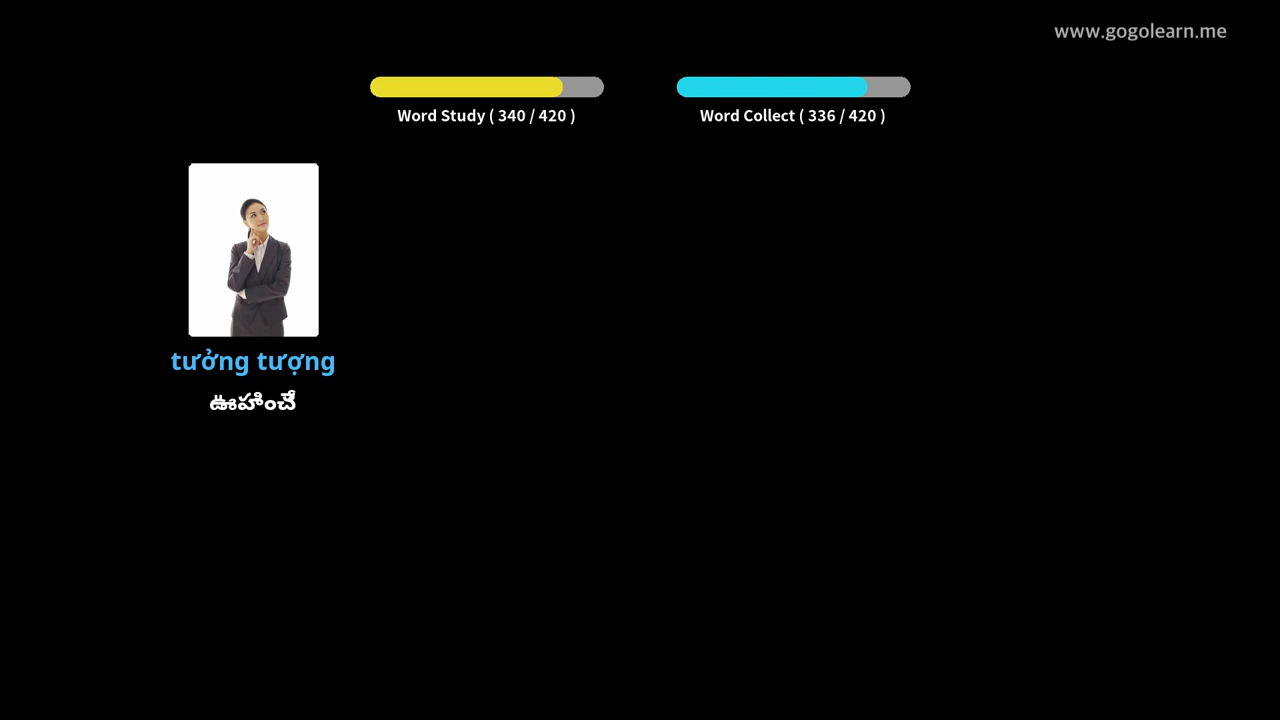 www.gogolearn.me
Word Study ( 340 / 420 )
Word Collect ( 336 / 420 )
tưởng tượng
ఊహించే